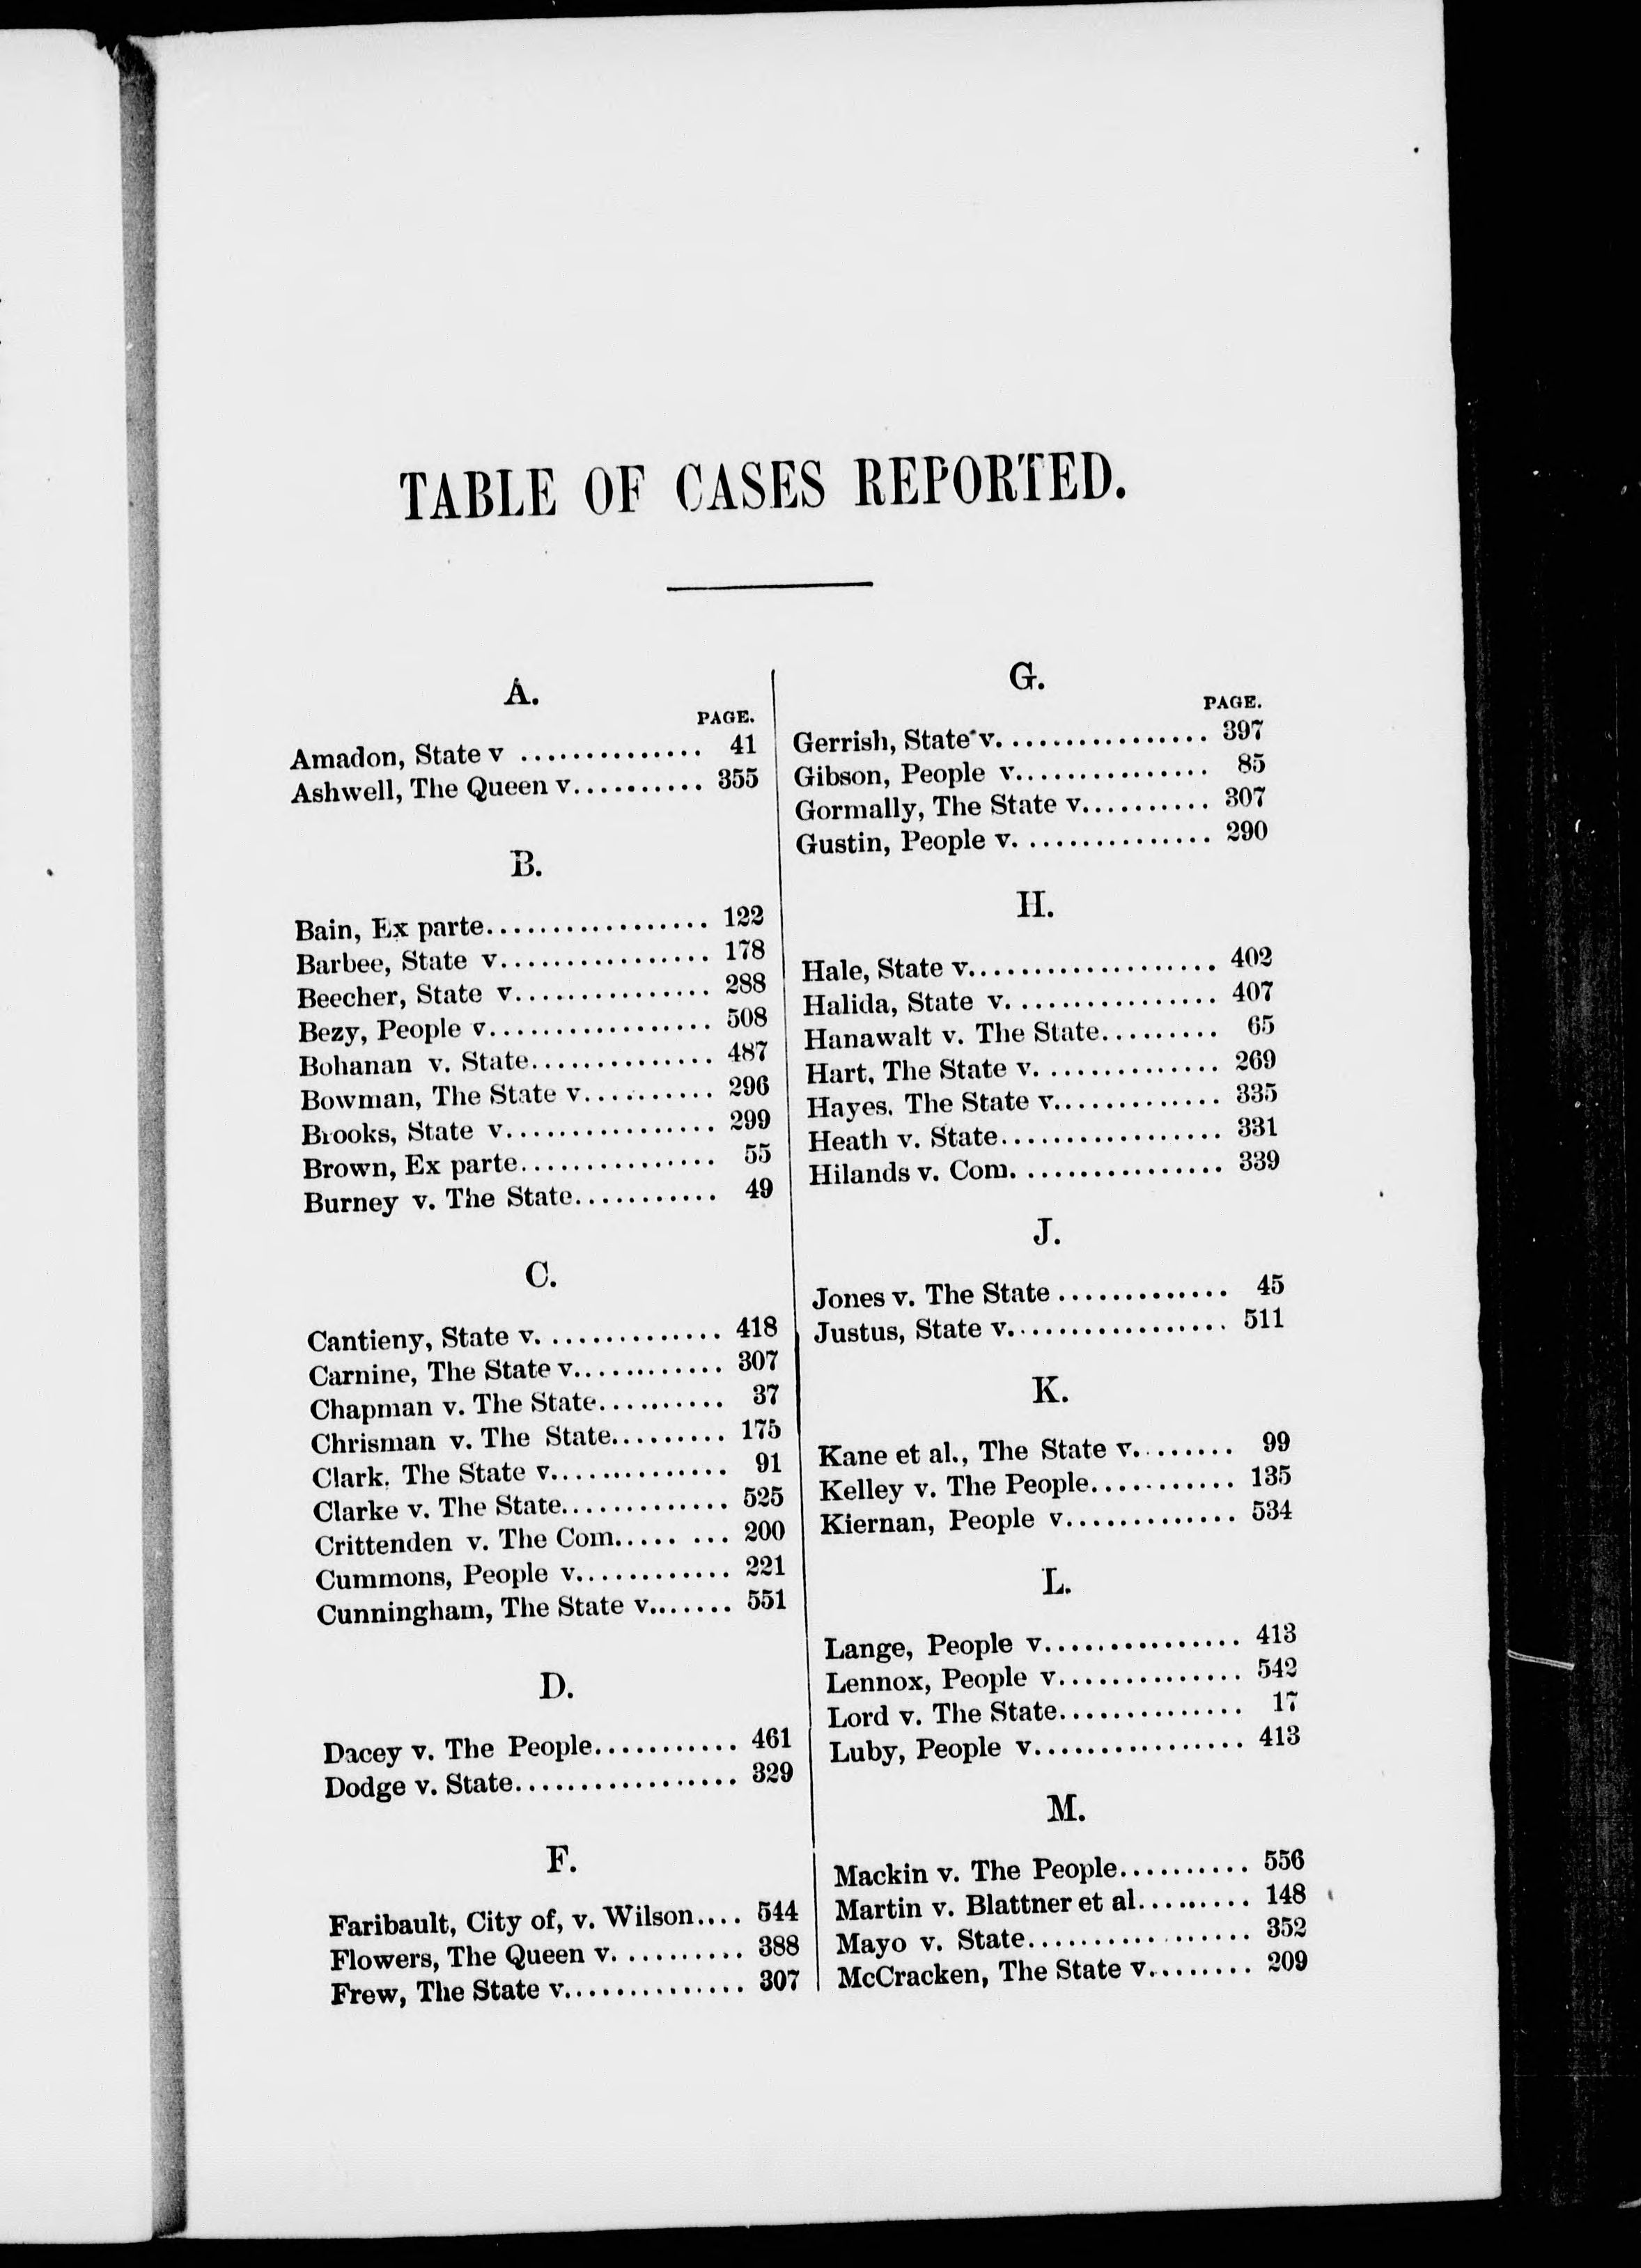 TABLE OF CASES REPORTED.
A.
PAGE.
Amadon, State v .............. 41
Ashwell, The Queen v.......... 355
B.
Bain, Ex parte................. 122
Barbee, State v................ 178
Beecher, State v............... 288
Bezy, People v................. 508
Bohanan v. State.............. 487
Bowman, The State v.......... 296
Brooks, State v................ 299
Brown, Ex parte............... 55
Burney v. The State........... 49
C.
Cantieny, State v. ............. 418
Carnine, The State v............ 307
Chapman v. The State.......... 37
Chrisman v. The State......... 175
Clark, The State v.............. 91
Clarke v. The State............. 525
Crittenden v. The Com..... ... 200
Cummons, People v............ 221
Cunningham, The State v....... 551
D.
Dacey v. The People........... 461
Dodge v. State................. 329
F.
Faribault, City of, v. Wilson.... 544
Flowers, The Queen v. ......... 388
Frew, The State v.............. 307
G.
PAGE.
Gerrish, State v. ............... 397
Gibson, People v............... 85
Gormally, The State v.......... 307
Gustin, People v. .............. 290
H.
Hale, State v................... 402
Halida, State v. ............... 407
Hanawalt v. The State......... 65
Hart, The State v. ............. 269
Hayes. The State v............. 335
Heath v. State................. 331
Hilands v. Com. ............... 339
J.
Jones v. The State ............. 45
Justus, State v................. 511
K.
Kane et al., The State v........ 99
Kelley v. The People........... 135
Kiernan, People v............. 534
L.
Lange, People v............... 413
Lennox, People v.............. 542
Lord v. The State.............. 17
Luby, People v................ 413
M.
Mackin v. The People.......... 556
Martin v. Blattner et al......... 148
Mayo v. State................. 352
McCracken, The State v........ 209